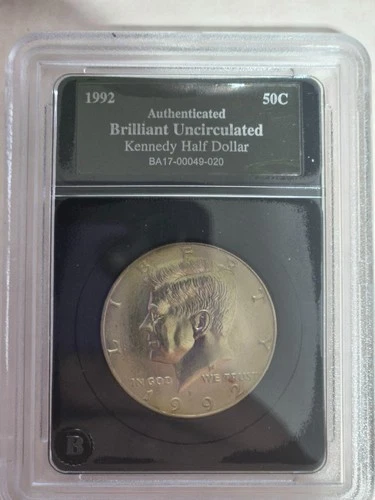 1992 50C
Authenticated
Brilliant Uncirculated
Kennedy Half Dollar
BA17-00049-020
LIBERTY
IN GOD WE TRUST
1992
B